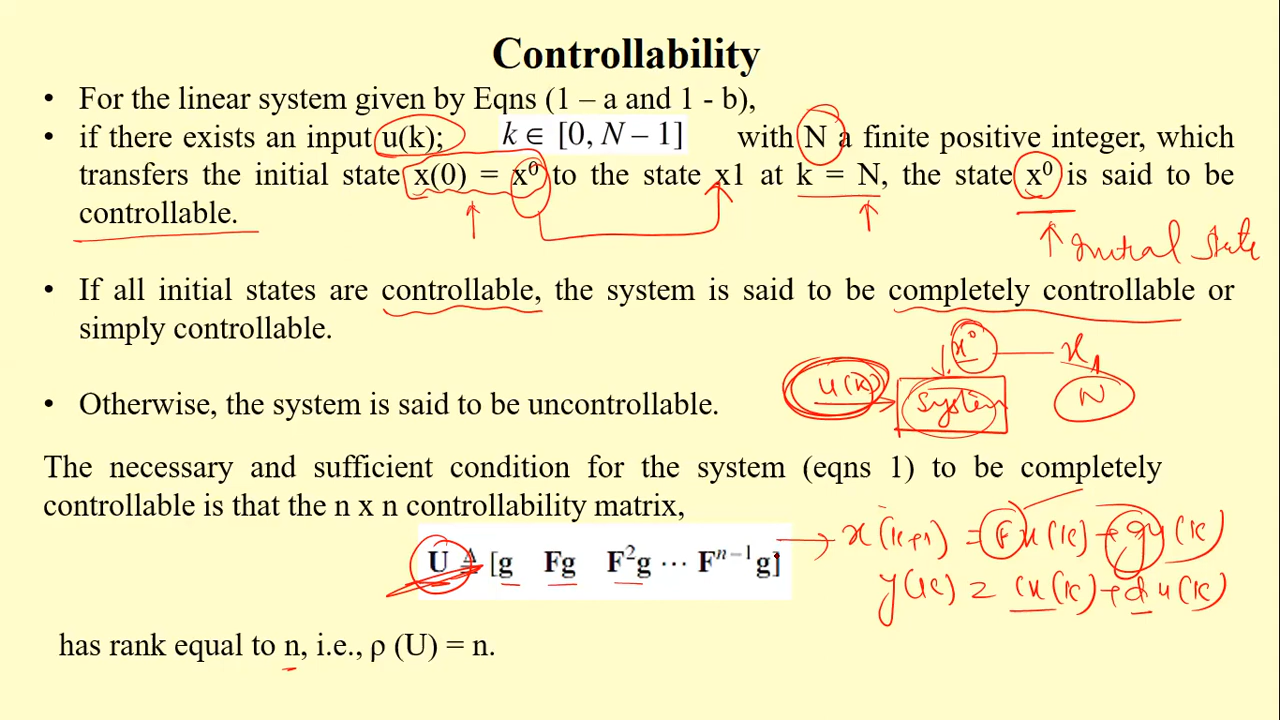 Controllability
• For the linear system given by Eqns (1 – a and 1 - b),
• if there exists an input u(k); k ∈ [0, N − 1] with N a finite positive integer, which
transfers the initial state x(0) = x⁰ to the state x1 at k = N, the state x⁰ is said to be
controllable.
Initial State
• If all initial states are controllable, the system is said to be completely controllable or
simply controllable.
x⁰ x₁
u(k) System N
• Otherwise, the system is said to be uncontrollable.
The necessary and sufficient condition for the system (eqns 1) to be completely
controllable is that the n x n controllability matrix,
x(k+1) = Fx(k) + gu(k)
U ≜ [g Fg F²g ⋯ Fⁿ⁻¹g]
y(k) = cx(k) + du(k)
has rank equal to n, i.e., ρ (U) = n.